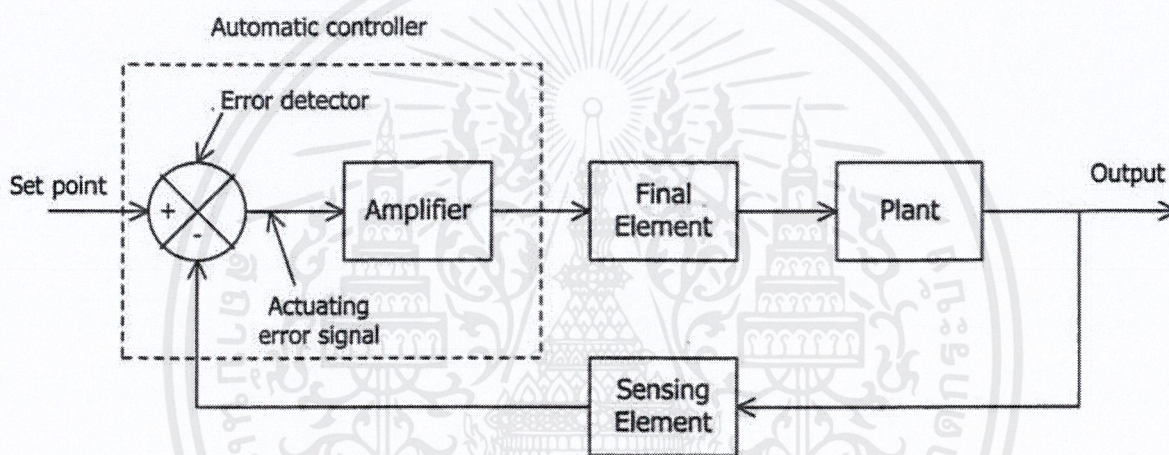 Automatic controller
Error detector
Set point
+
-
Amplifier
Final
Element
Plant
Output
Actuating
error signal
Sensing
Element